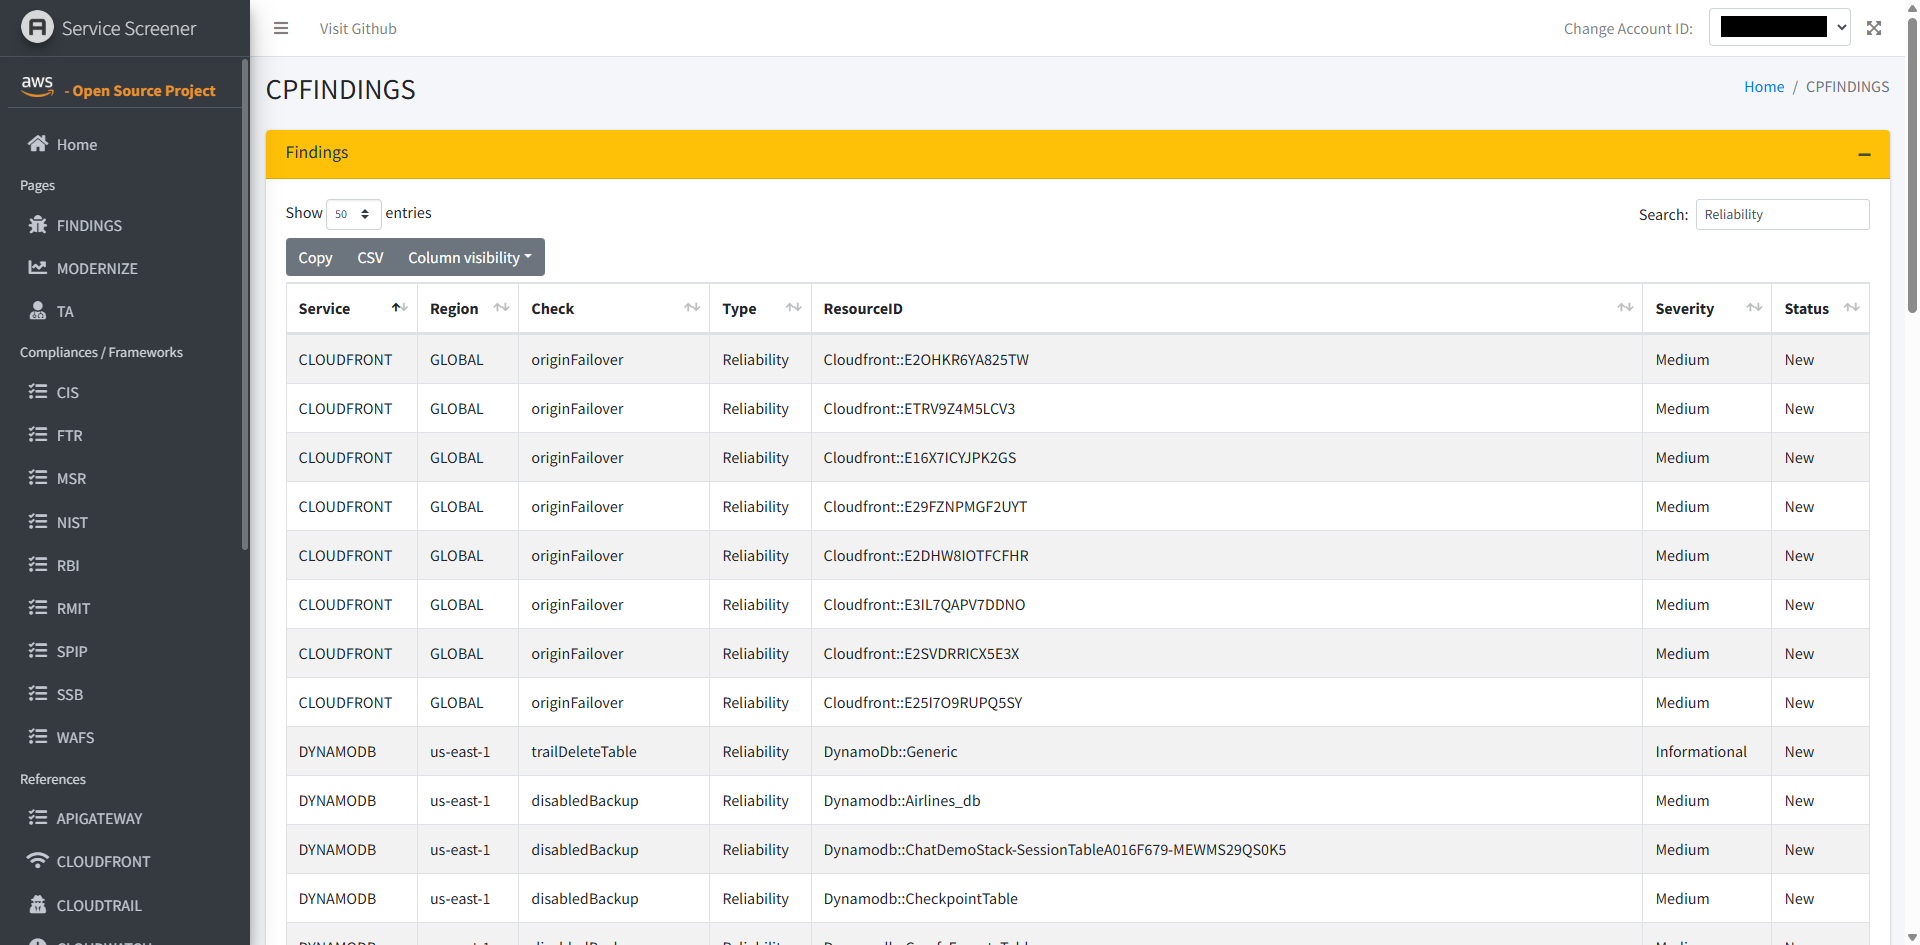 Service Screener
Visit Github
Change Account ID:
aws - Open Source Project
CPFINDINGS
Home / CPFINDINGS
Home
Pages
FINDINGS
MODERNIZE
TA
Compliances / Frameworks
CIS
FTR
MSR
NIST
RBI
RMIT
SPIP
SSB
WAFS
References
APIGATEWAY
CLOUDFRONT
CLOUDTRAIL
CLOUDWATCH
Findings
Show 50 entries
Search: Reliability
Copy CSV Column visibility
Service Region Check Type ResourceID Severity Status
CLOUDFRONT GLOBAL originFailover Reliability Cloudfront::E2OHKR6YA825TW Medium New
CLOUDFRONT GLOBAL originFailover Reliability Cloudfront::ETRV9Z4M5LCV3 Medium New
CLOUDFRONT GLOBAL originFailover Reliability Cloudfront::E16X7ICYJPK2GS Medium New
CLOUDFRONT GLOBAL originFailover Reliability Cloudfront::E29FZNPMGF2UYT Medium New
CLOUDFRONT GLOBAL originFailover Reliability Cloudfront::E2DHW8IOTFCFHR Medium New
CLOUDFRONT GLOBAL originFailover Reliability Cloudfront::E3IL7QAPV7DDNO Medium New
CLOUDFRONT GLOBAL originFailover Reliability Cloudfront::E2SVDRRICX5E3X Medium New
CLOUDFRONT GLOBAL originFailover Reliability Cloudfront::E25I7O9RUPQ5SY Medium New
DYNAMODB us-east-1 trailDeleteTable Reliability DynamoDb::Generic Informational New
DYNAMODB us-east-1 disabledBackup Reliability Dynamodb::Airlines_db Medium New
DYNAMODB us-east-1 disabledBackup Reliability Dynamodb::ChatDemoStack-SessionTableA016F679-MEWMS29QS0K5 Medium New
DYNAMODB us-east-1 disabledBackup Reliability Dynamodb::CheckpointTable Medium New
DYNAMODB us-east-1 disabledBackup Reliability